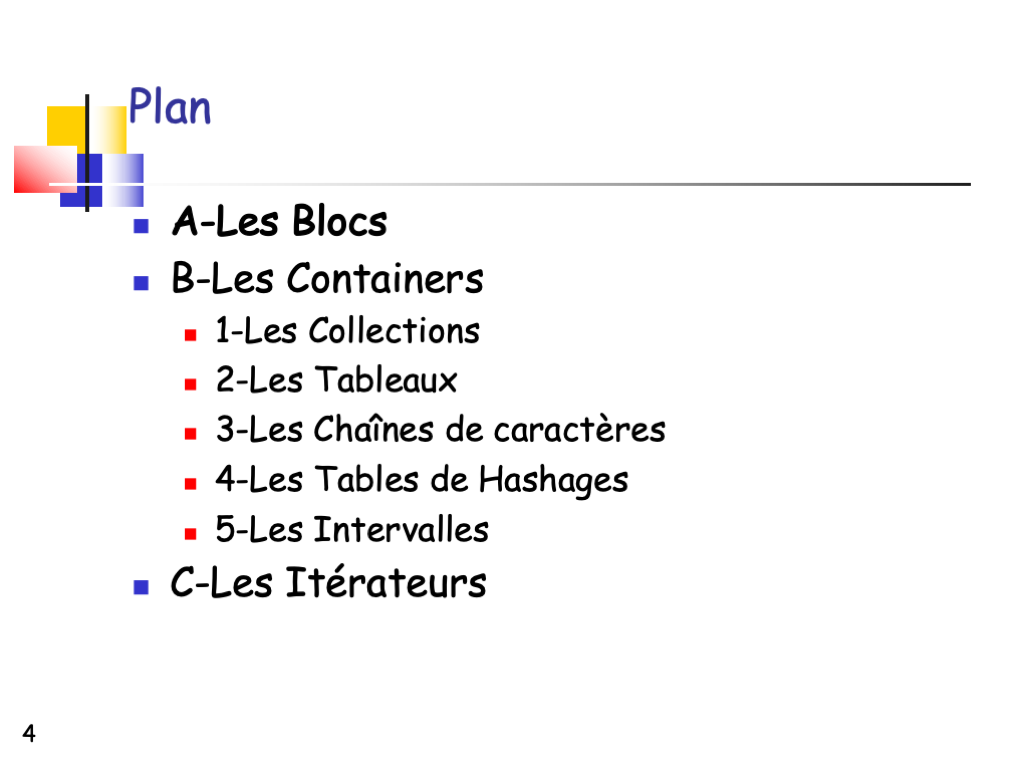 Plan
A-Les Blocs
B-Les Containers
1-Les Collections
2-Les Tableaux
3-Les Chaînes de caractères
4-Les Tables de Hashages
5-Les Intervalles
C-Les Itérateurs
4